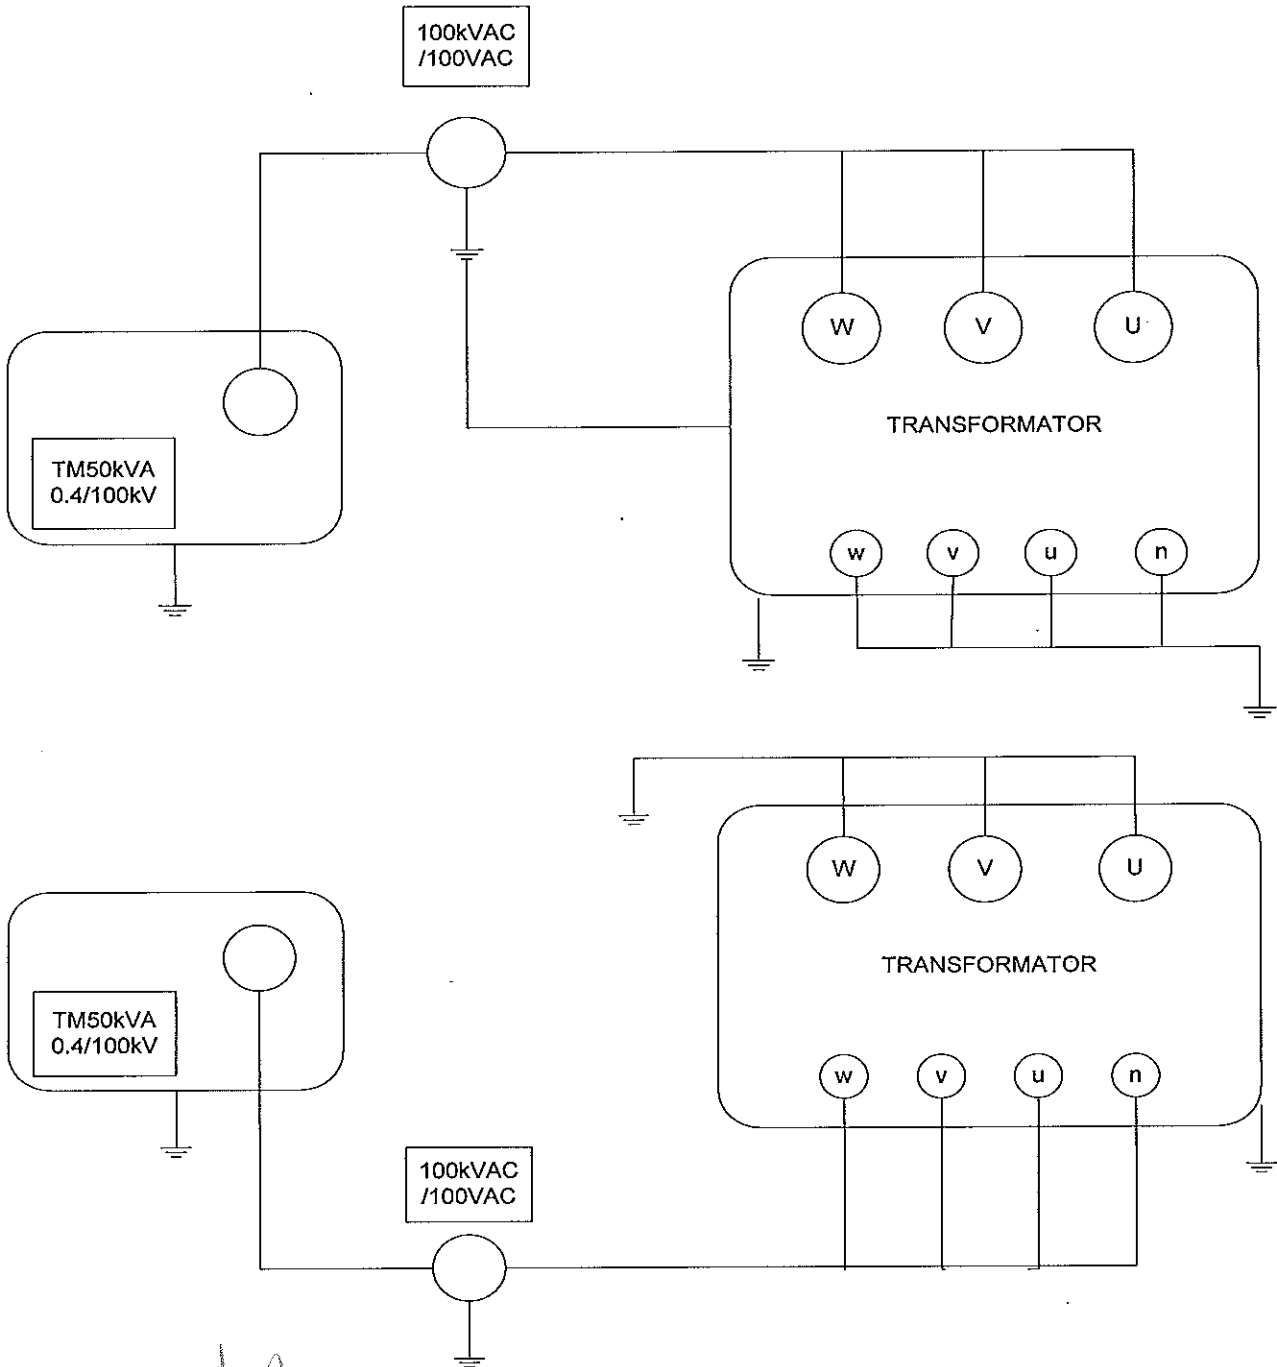 100kVAC
/100VAC
W V U
TRANSFORMATOR
TM50kVA
0.4/100kV
w v u n
W V U
TRANSFORMATOR
TM50kVA
0.4/100kV
w v u n
100kVAC
/100VAC